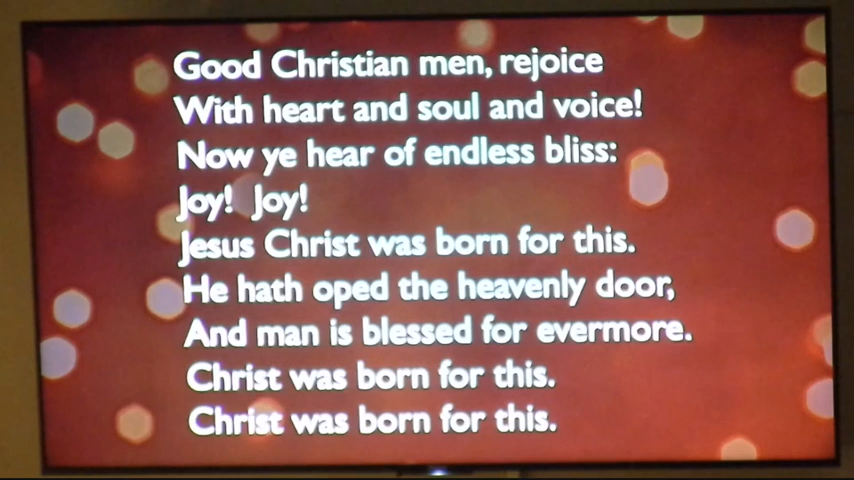 Good Christian men, rejoice
With heart and soul and voice!
Now ye hear of endless bliss:
Joy! Joy!
Jesus Christ was born for this.
He hath oped the heavenly door,
And man is blessed for evermore.
Christ was born for this.
Christ was born for this.